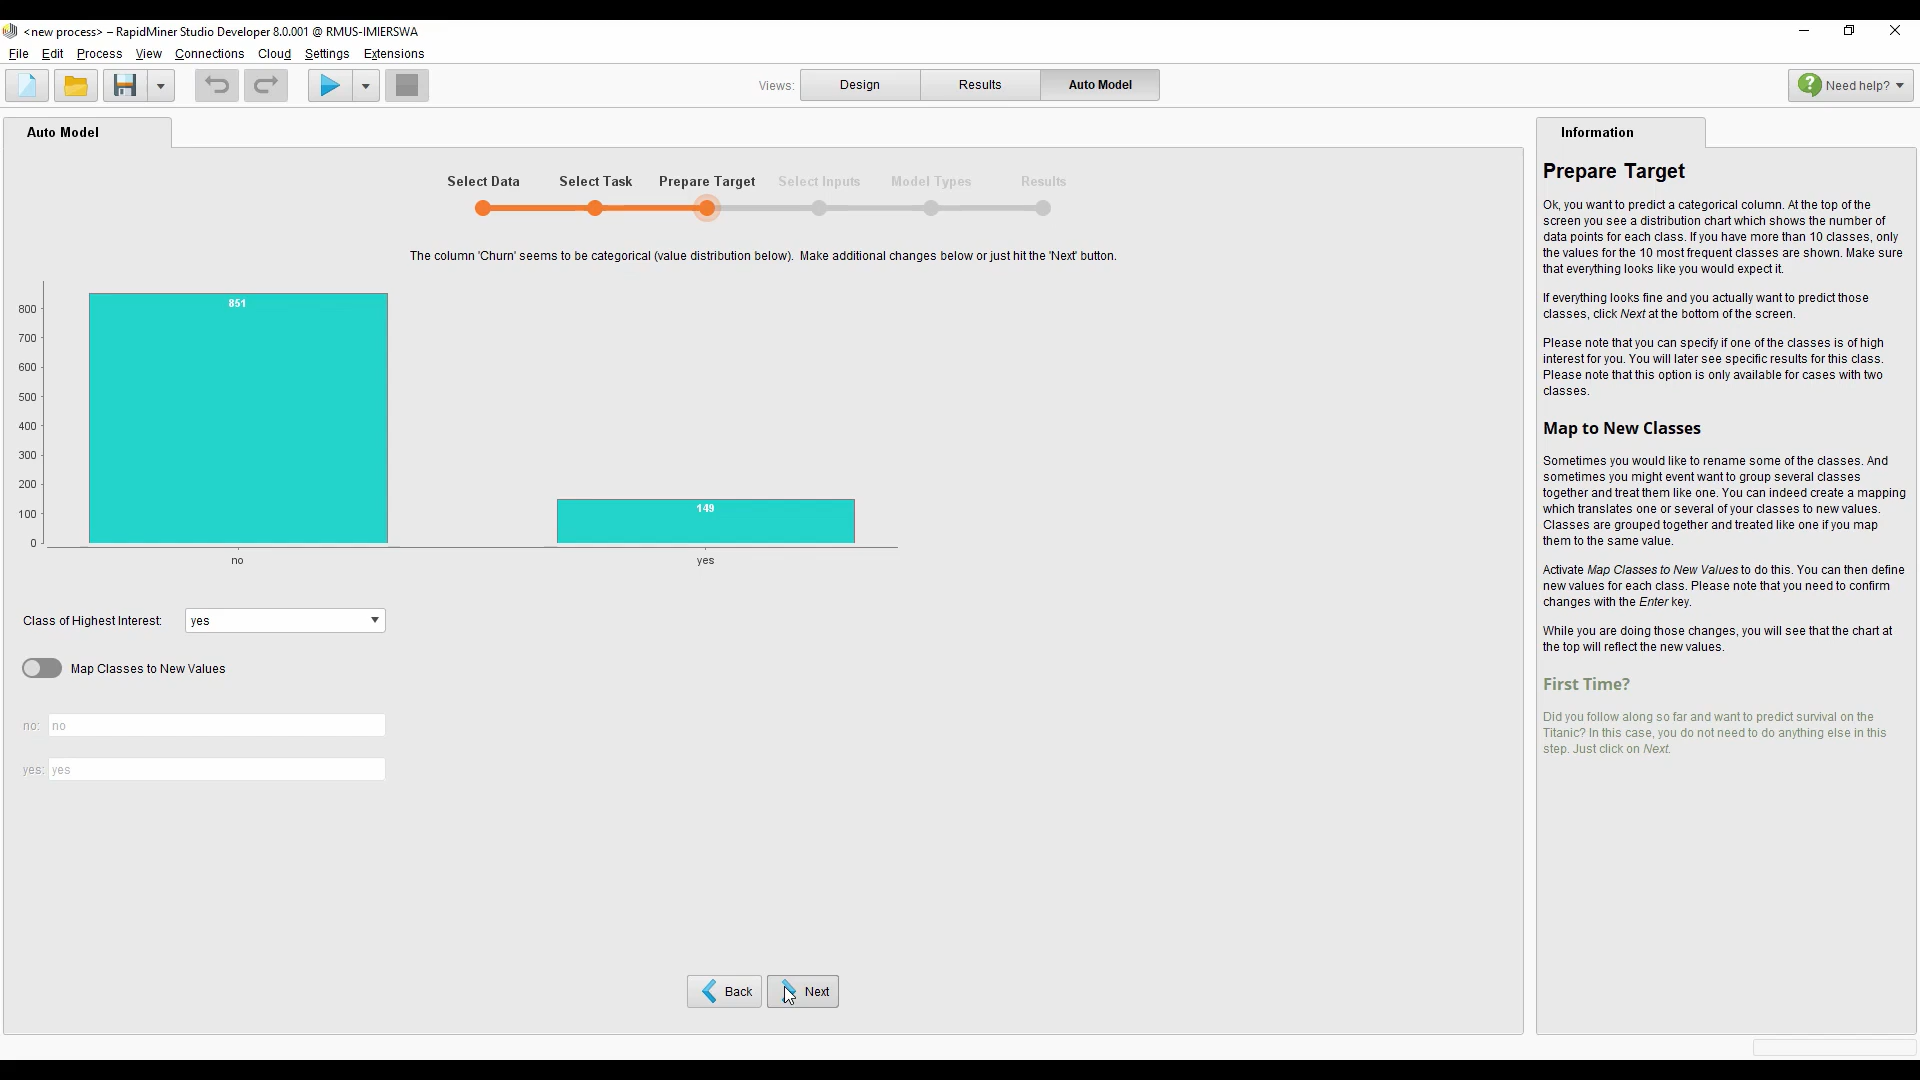 <new process> – RapidMiner Studio Developer 8.0.001 @ RMUS-IMIERSWA
File Edit Process View Connections Cloud Settings Extensions
Views: Design Results Auto Model
Need help?
Auto Model
Select Data Select Task Prepare Target Select Inputs Model Types Results
The column 'Churn' seems to be categorical (value distribution below). Make additional changes below or just hit the 'Next' button.
851
800
700
600
500
400
300
200
149
100
0
no yes
Class of Highest Interest: yes
Map Classes to New Values
no: no
yes: yes
Back Next
Information
Prepare Target
Ok, you want to predict a categorical column. At the top of the
screen you see a distribution chart which shows the number of
data points for each class. If you have more than 10 classes, only
the values for the 10 most frequent classes are shown. Make sure
that everything looks like you would expect it.
If everything looks fine and you actually want to predict those
classes, click Next at the bottom of the screen.
Please note that you can specify if one of the classes is of high
interest for you. You will later see specific results for this class.
Please note that this option is only available for cases with two
classes.
Map to New Classes
Sometimes you would like to rename some of the classes. And
sometimes you might event want to group several classes
together and treat them like one. You can indeed create a mapping
which translates one or several of your classes to new values.
Classes are grouped together and treated like one if you map
them to the same value.
Activate Map Classes to New Values to do this. You can then define
new values for each class. Please note that you need to confirm
changes with the Enter key.
While you are doing those changes, you will see that the chart at
the top will reflect the new values.
First Time?
Did you follow along so far and want to predict survival on the
Titanic? In this case, you do not need to do anything else in this
step. Just click on Next.